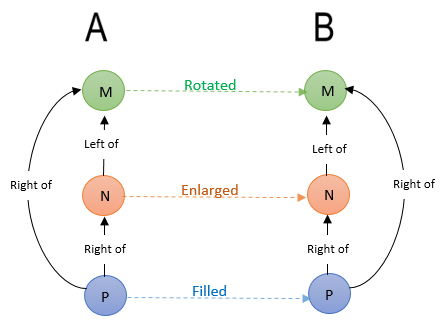 A B
M Rotated M
Left of Left of
Right of N Enlarged N Right of
Right of Right of
P Filled P